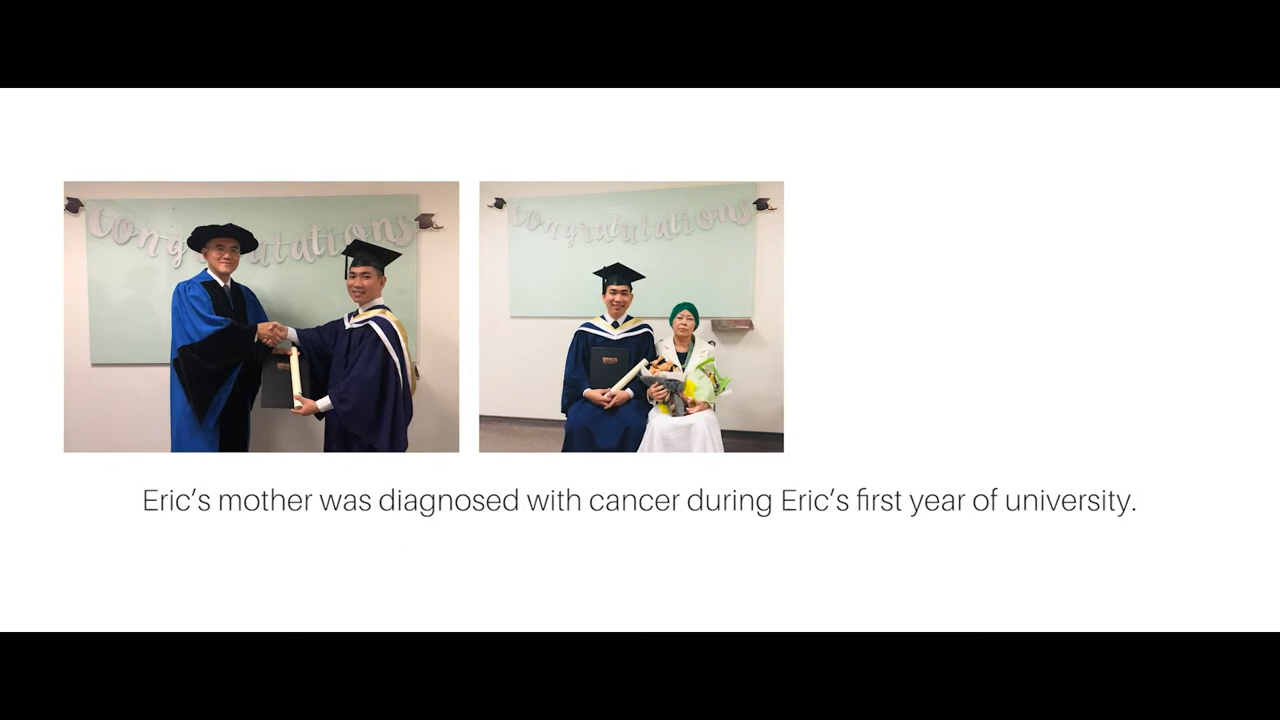 Congratulations
Congratulations
Eric’s mother was diagnosed with cancer during Eric’s first year of university.